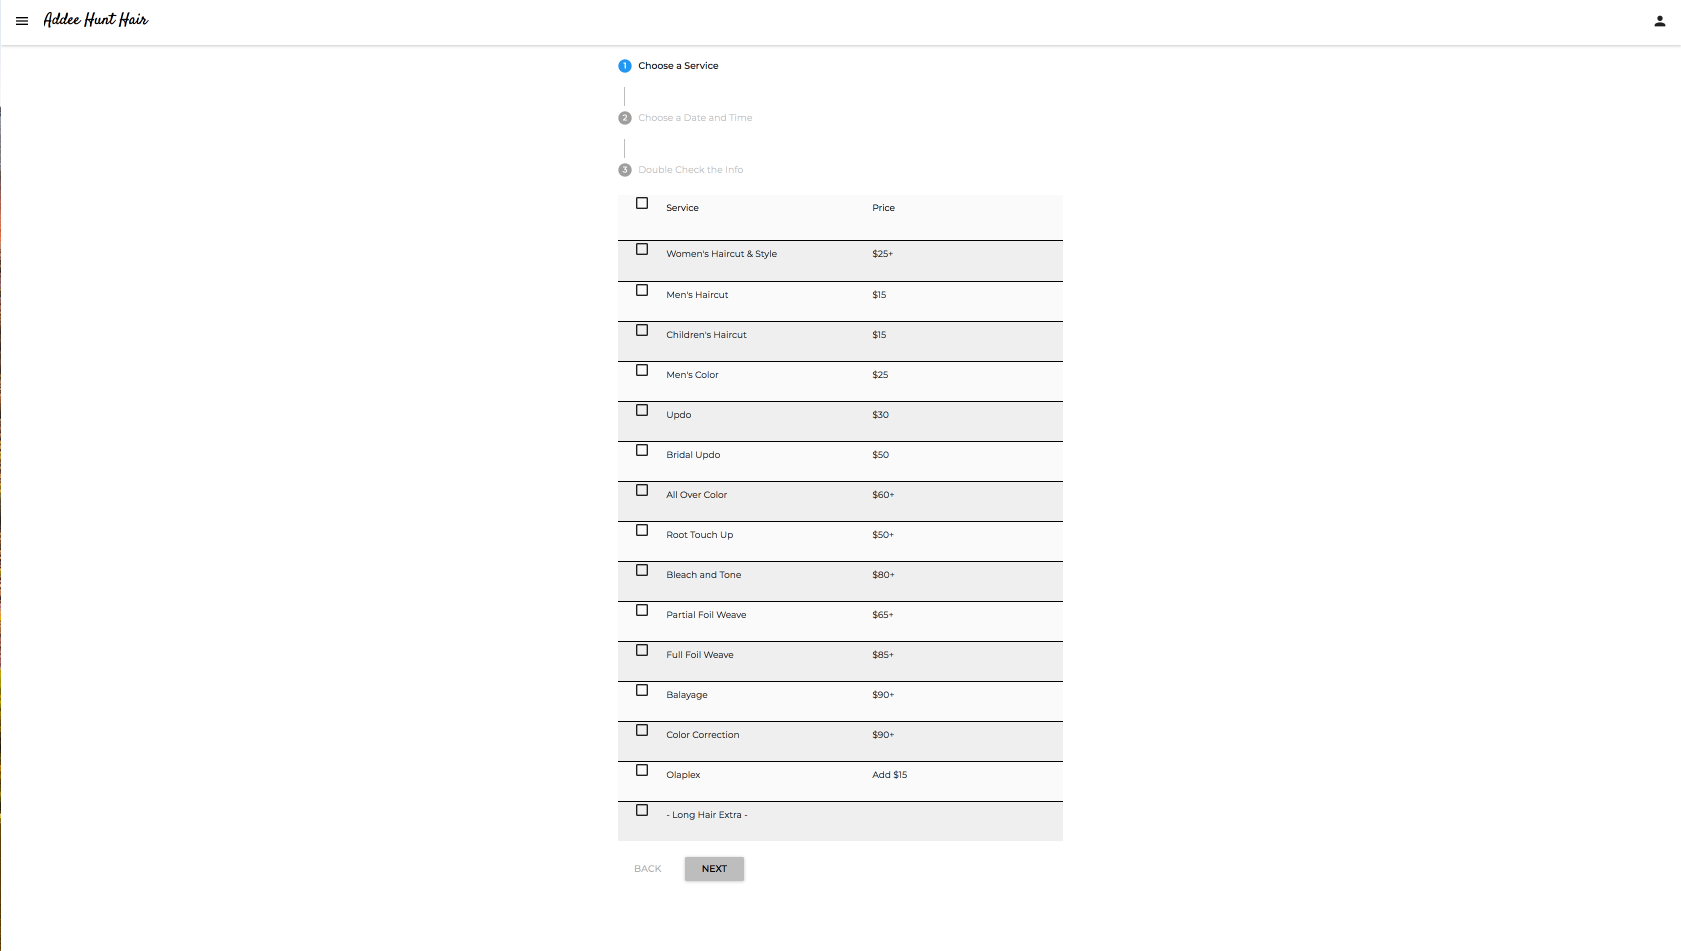 Addee Hunt Hair
1 Choose a Service
2 Choose a Date and Time
3 Double Check the Info
Service Price
Women's Haircut & Style $25+
Men's Haircut $15
Children's Haircut $15
Men's Color $25
Updo $30
Bridal Updo $50
All Over Color $60+
Root Touch Up $50+
Bleach and Tone $80+
Partial Foil Weave $65+
Full Foil Weave $85+
Balayage $90+
Color Correction $90+
Olaplex Add $15
- Long Hair Extra -
BACK NEXT